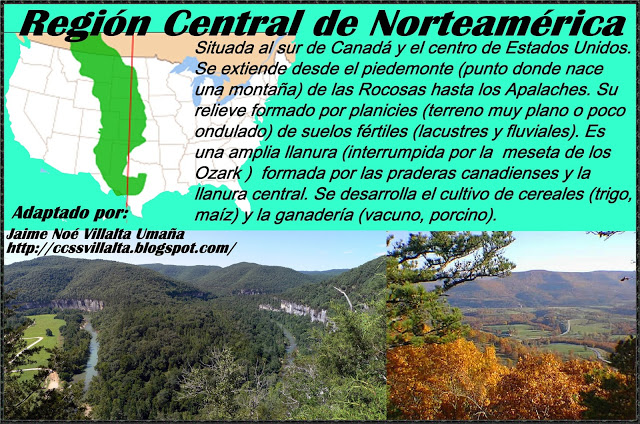 Región Central de Norteamérica
Situada al sur de Canadá y el centro de Estados Unidos.
Se extiende desde el piedemonte (punto donde nace
una montaña) de las Rocosas hasta los Apalaches. Su
relieve formado por planicies (terreno muy plano o poco
ondulado) de suelos fértiles (lacustres y fluviales). Es
una amplia llanura (interrumpida por la meseta de los
Ozark ) formada por las praderas canadienses y la
llanura central. Se desarrolla el cultivo de cereales (trigo,
maíz) y la ganadería (vacuno, porcino).
Adaptado por:
Jaime Noé Villalta Umaña
http://ccssvillalta.blogspot.com/